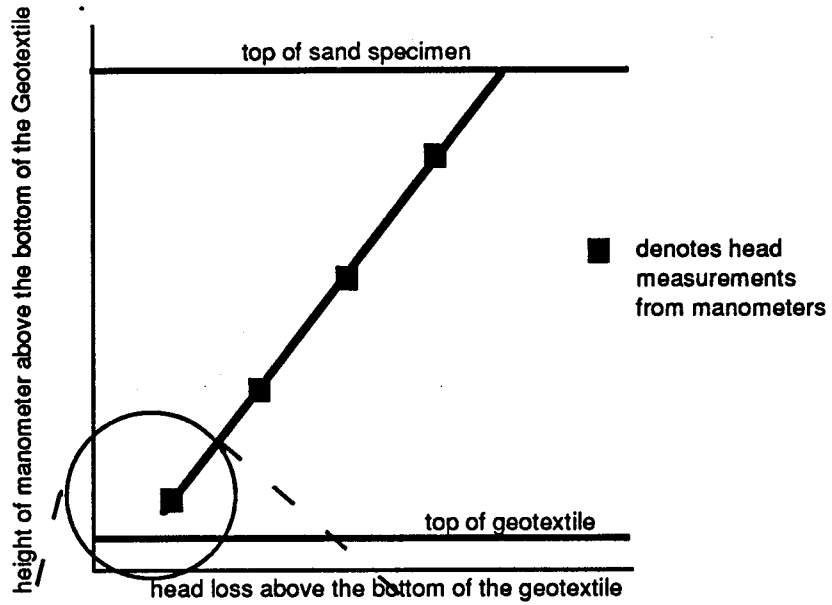 top of sand specimen
height of manometer above the bottom of the Geotextile
denotes head
measurements
from manometers
top of geotextile
head loss above the bottom of the geotextile